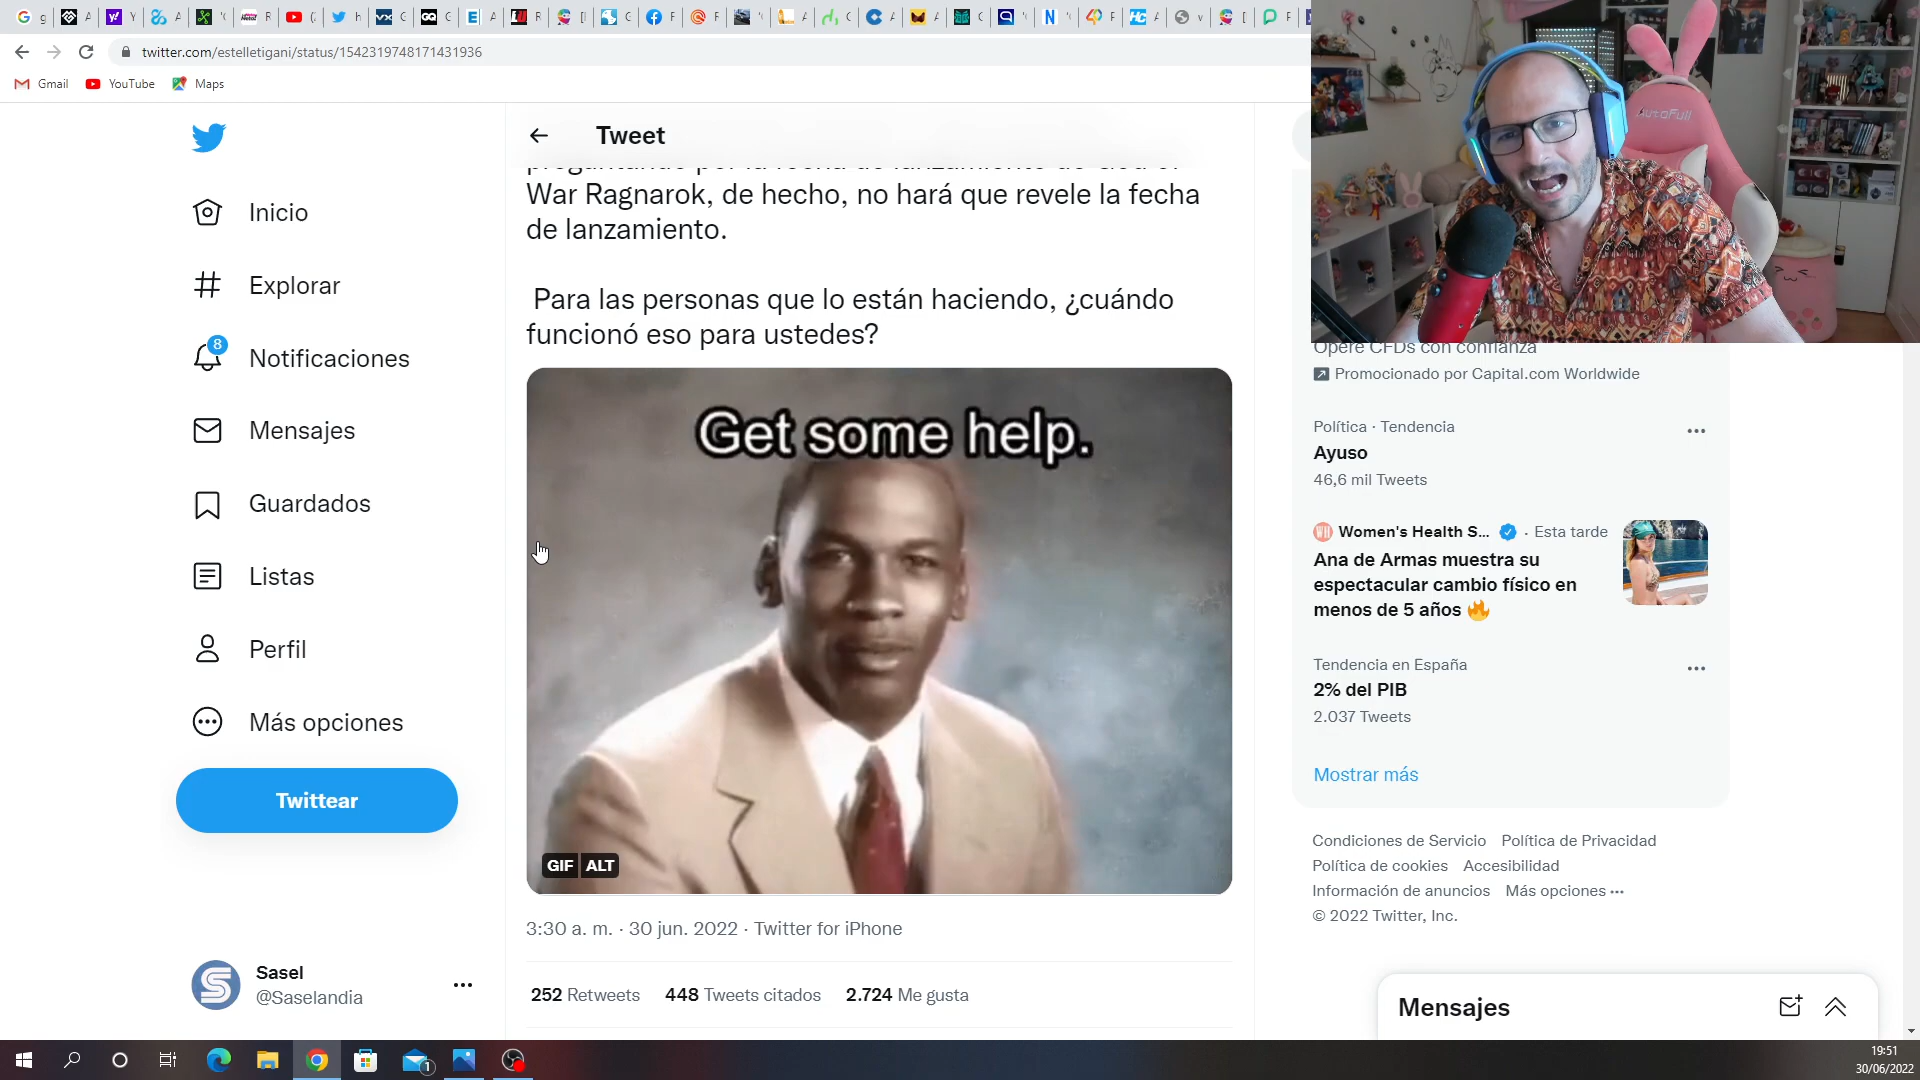 twitter.com/estelletigani/status/1542319748171431936
Gmail YouTube Maps
Tweet
War Ragnarok, de hecho, no hará que revele la fecha
de lanzamiento.
Para las personas que lo están haciendo, ¿cuándo
funcionó eso para ustedes?
Get some help.
GIF ALT
3:30 a. m. · 30 jun. 2022 · Twitter for iPhone
252 Retweets 448 Tweets citados 2.724 Me gusta
Inicio
Explorar
8
Notificaciones
Mensajes
Guardados
Listas
Perfil
Más opciones
Twittear
Sasel
@Saselandia
AutoFull
Opere CFDs con confianza
Promocionado por Capital.com Worldwide
Política · Tendencia
Ayuso
46,6 mil Tweets
Women's Health S... · Esta tarde
Ana de Armas muestra su
espectacular cambio físico en
menos de 5 años 🔥
Tendencia en España
2% del PIB
2.037 Tweets
Mostrar más
Condiciones de Servicio Política de Privacidad
Política de cookies Accesibilidad
Información de anuncios Más opciones ···
© 2022 Twitter, Inc.
Mensajes
1
19:51
30/06/2022